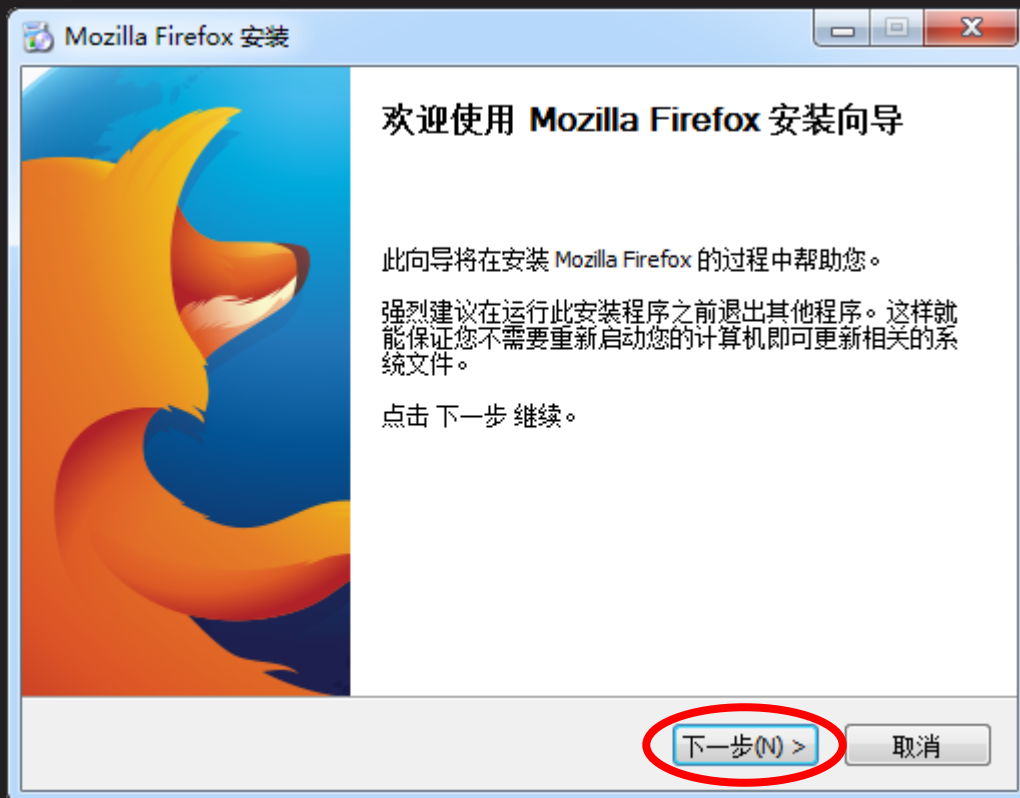 Mozilla Firefox 安装
欢迎使用 Mozilla Firefox 安装向导
此向导将在安装 Mozilla Firefox 的过程中帮助您。
强烈建议在运行此安装程序之前退出其他程序。这样就
能保证您不需要重新启动您的计算机即可更新相关的系
统文件。
点击 下一步 继续。
下一步(N) >
取消